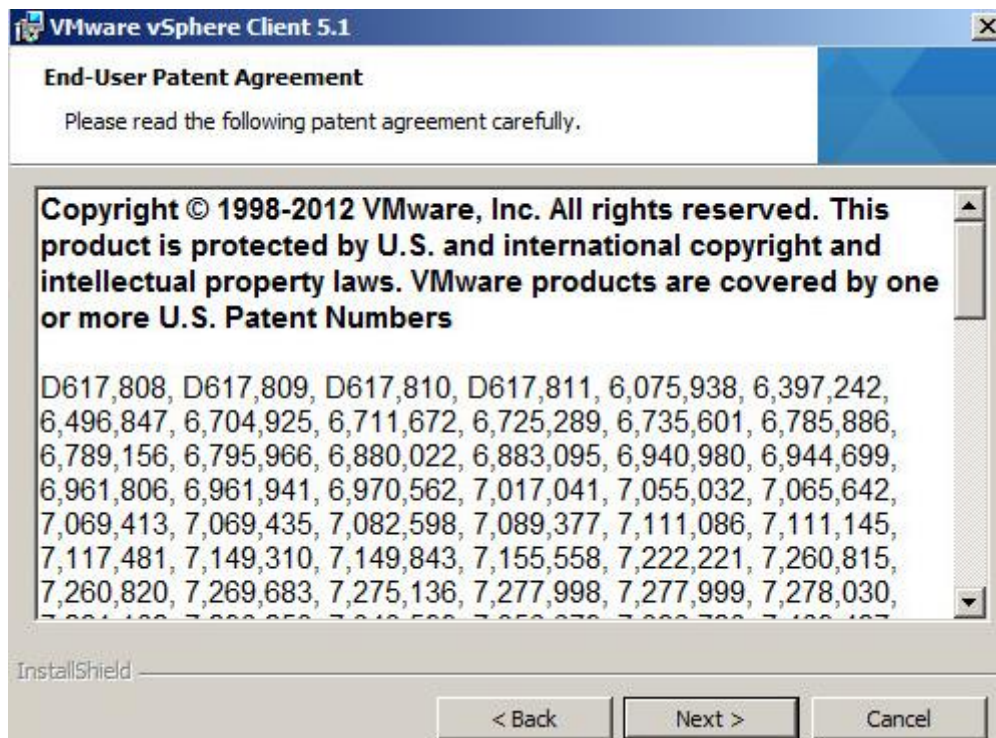 VMware vSphere Client 5.1
End-User Patent Agreement
Please read the following patent agreement carefully.
Copyright © 1998-2012 VMware, Inc. All rights reserved. This
product is protected by U.S. and international copyright and
intellectual property laws. VMware products are covered by one
or more U.S. Patent Numbers
D617,808, D617,809, D617,810, D617,811, 6,075,938, 6,397,242,
6,496,847, 6,704,925, 6,711,672, 6,725,289, 6,735,601, 6,785,886,
6,789,156, 6,795,966, 6,880,022, 6,883,095, 6,940,980, 6,944,699,
6,961,806, 6,961,941, 6,970,562, 7,017,041, 7,055,032, 7,065,642,
7,069,413, 7,069,435, 7,082,598, 7,089,377, 7,111,086, 7,111,145,
7,117,481, 7,149,310, 7,149,843, 7,155,558, 7,222,221, 7,260,815,
7,260,820, 7,269,683, 7,275,136, 7,277,998, 7,277,999, 7,278,030,
InstallShield
< Back
Next >
Cancel